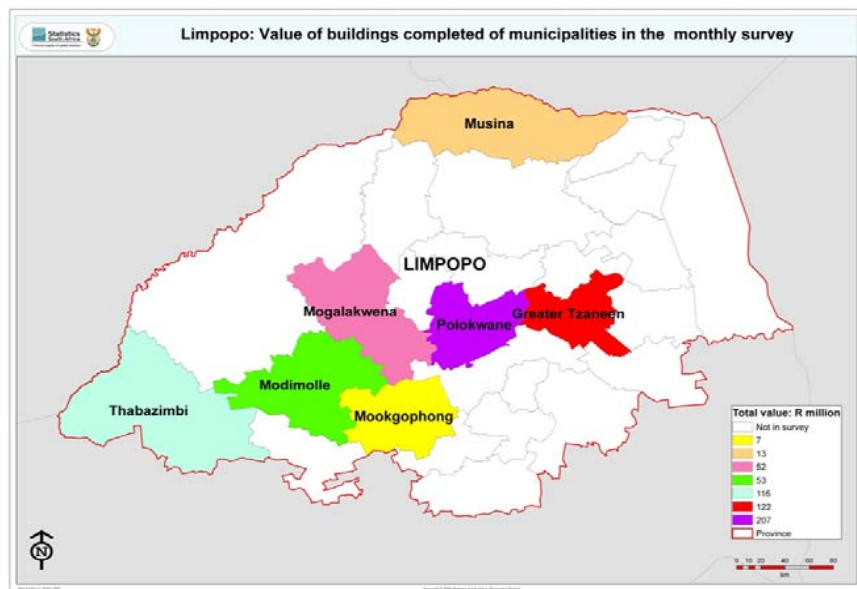 Statistics
South Africa
Limpopo: Value of buildings completed of municipalities in the monthly survey
Musina
LIMPOPO
Mogalakwena
Polokwane
Greater Tzaneen
Modimolle
Thabazimbi
Mookgophong
Total value: R million
Not in survey
7
13
52
53
116
122
207
Province
N
0 10 20 40 60 80
km